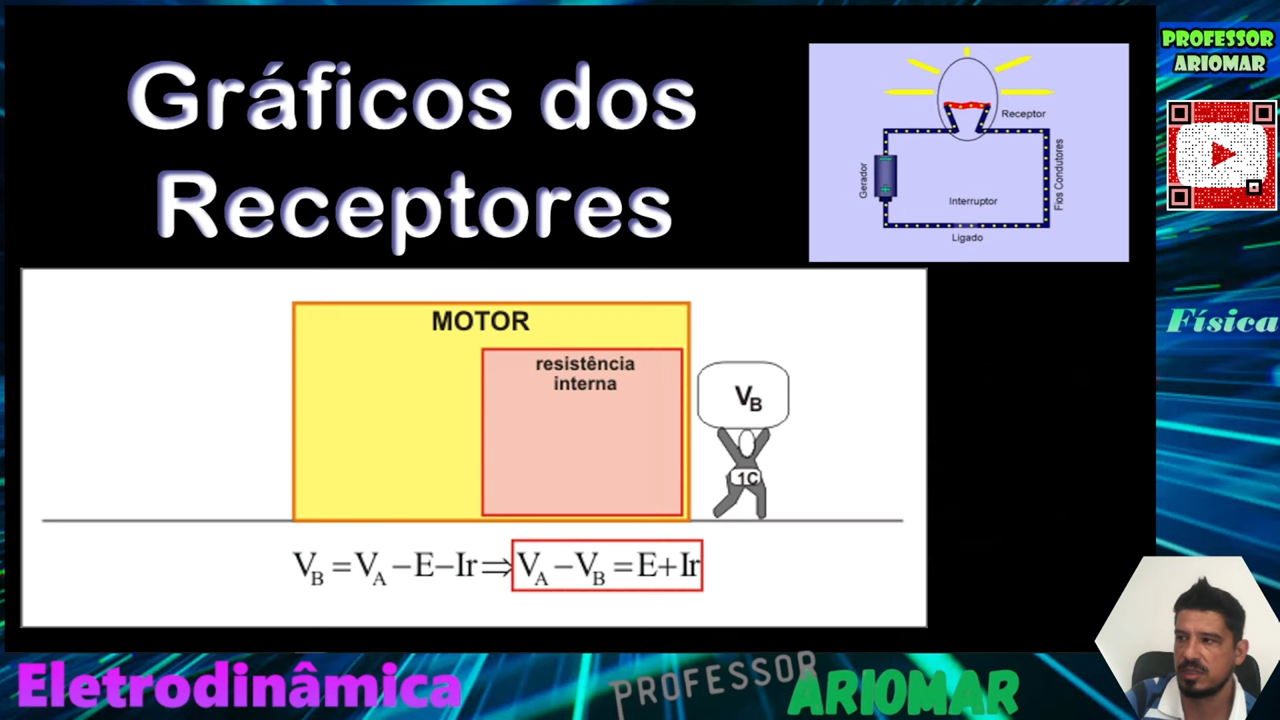 Gráficos dos
Receptores
PROFESSOR
ARIOMAR
Receptor
Gerador
Fios Condutores
Interruptor
Ligado
Física
MOTOR
resistência
interna
V_B
1C
V_B = V_A − E − Ir ⇒ V_A − V_B = E + Ir
Eletrodinâmica
PROFESSOR
ARIOMAR